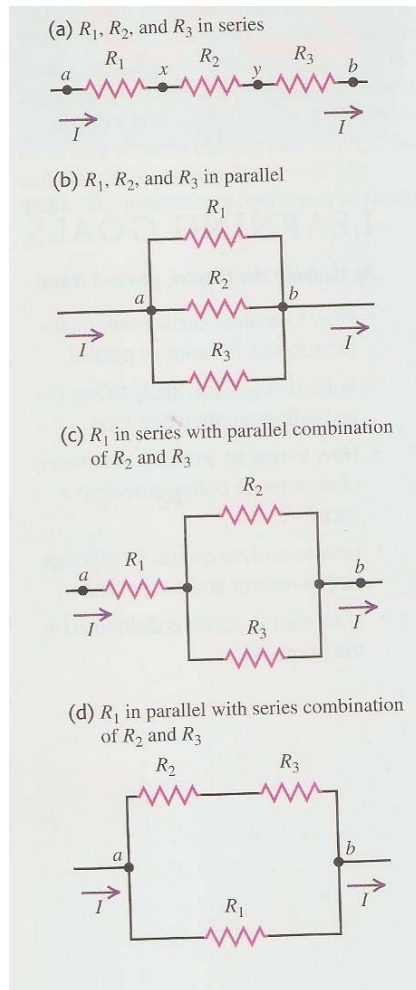 (a) R₁, R₂, and R₃ in series
R₁ R₂ R₃
a x y b
I I
(b) R₁, R₂, and R₃ in parallel
R₁
R₂
a b
I I
R₃
(c) R₁ in series with parallel combination
of R₂ and R₃
R₂
a R₁ b
I I
R₃
(d) R₁ in parallel with series combination
of R₂ and R₃
R₂ R₃
a b
I I
R₁